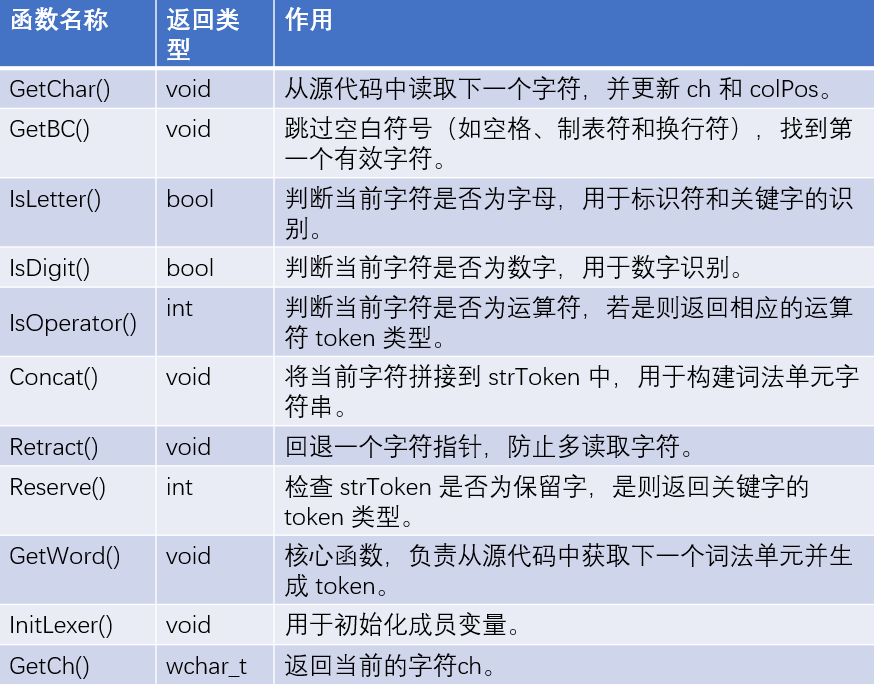 函数名称 返回类 作用
型
GetChar() void 从源代码中读取下一个字符，并更新 ch 和 colPos。
GetBC() void 跳过空白符号（如空格、制表符和换行符），找到第
一个有效字符。
IsLetter() bool 判断当前字符是否为字母，用于标识符和关键字的识
别。
IsDigit() bool 判断当前字符是否为数字，用于数字识别。
IsOperator() int 判断当前字符是否为运算符，若是则返回相应的运算
符 token 类型。
Concat() void 将当前字符拼接到 strToken 中，用于构建词法单元字
符串。
Retract() void 回退一个字符指针，防止多读取字符。
Reserve() int 检查 strToken 是否为保留字，是则返回关键字的
token 类型。
GetWord() void 核心函数，负责从源代码中获取下一个词法单元并生
成 token。
InitLexer() void 用于初始化成员变量。
GetCh() wchar_t 返回当前的字符ch。